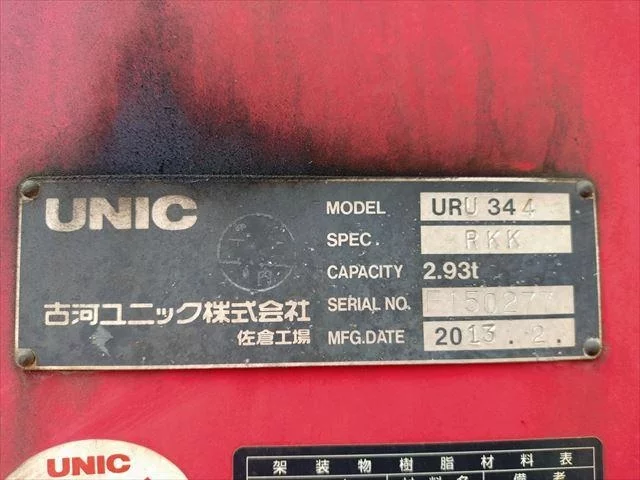 UNIC
MODEL URU 344
SPEC. RKK
CAPACITY 2.93t
SERIAL NO.
MFG.DATE 2013.2.
古河ユニック株式会社
佐倉工場
UNIC
架装物樹脂材料表
備考